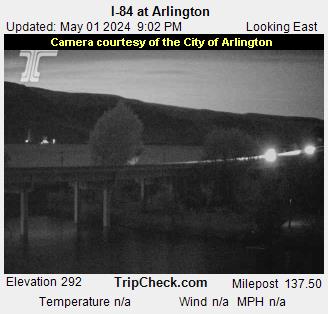 I-84 at Arlington
Updated: May 01 2024 9:02 PM Looking East
Camera courtesy of the City of Arlington
Elevation 292 TripCheck.com Milepost 137.50
Temperature n/a Wind n/a MPH n/a